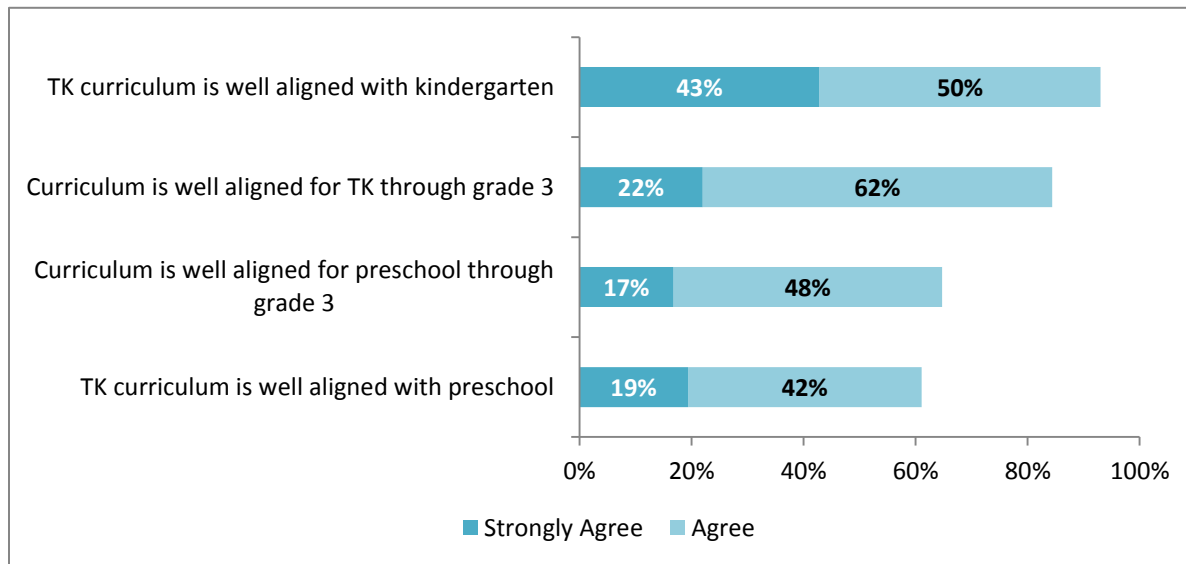 TK curriculum is well aligned with kindergarten
43% 50%
Curriculum is well aligned for TK through grade 3
22% 62%
Curriculum is well aligned for preschool through
grade 3
17% 48%
TK curriculum is well aligned with preschool
19% 42%
0% 20% 40% 60% 80% 100%
Strongly Agree Agree